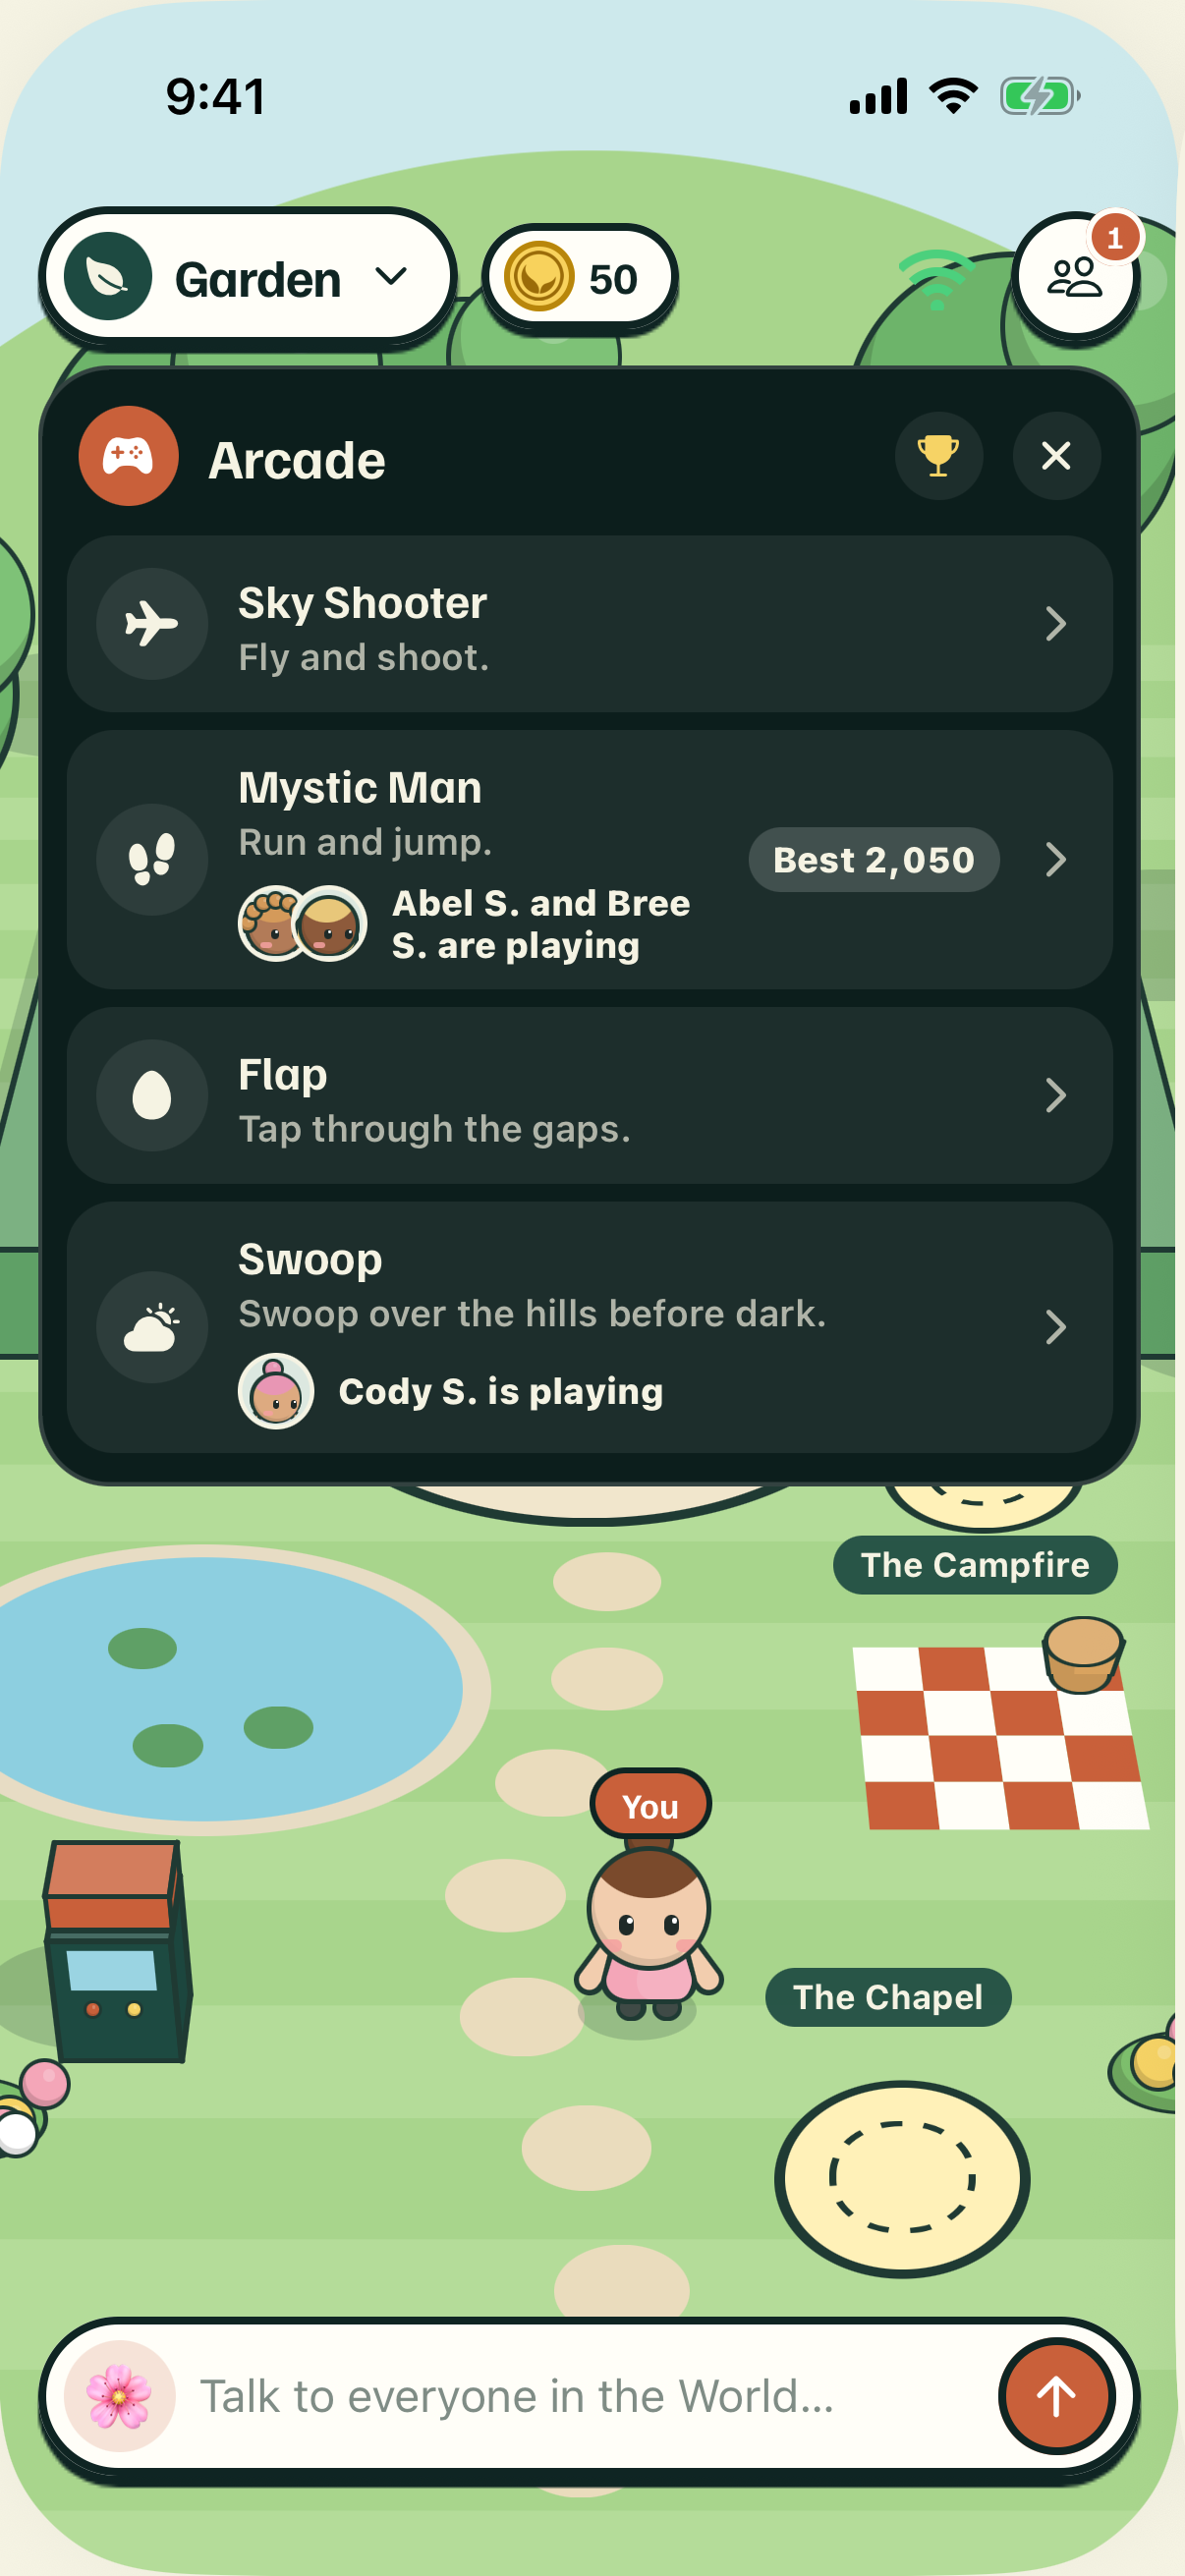 9:41
Garden
50
1
Arcade
Sky Shooter
Fly and shoot.
Mystic Man
Run and jump.
Best 2,050
Abel S. and Bree
S. are playing
Flap
Tap through the gaps.
Swoop
Swoop over the hills before dark.
Cody S. is playing
The Campfire
You
The Chapel
Talk to everyone in the World...